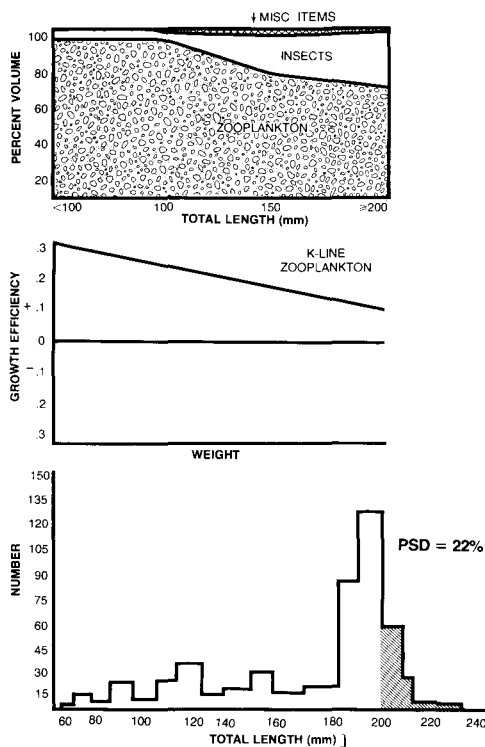 ↓ MISC ITEMS
100
80
60
40
20
PERCENT VOLUME
INSECTS
ZOOPLANKTON
<100 100 150 ≥200
TOTAL LENGTH (mm)
.3
.2
+ .1
0
- .1
.2
.3
GROWTH EFFICIENCY
K-LINE
ZOOPLANKTON
WEIGHT
150
135
120
105
90
75
60
45
30
15
NUMBER
PSD = 22%
60 80 100 120 140 160 180 200 220 240
TOTAL LENGTH (mm) ]